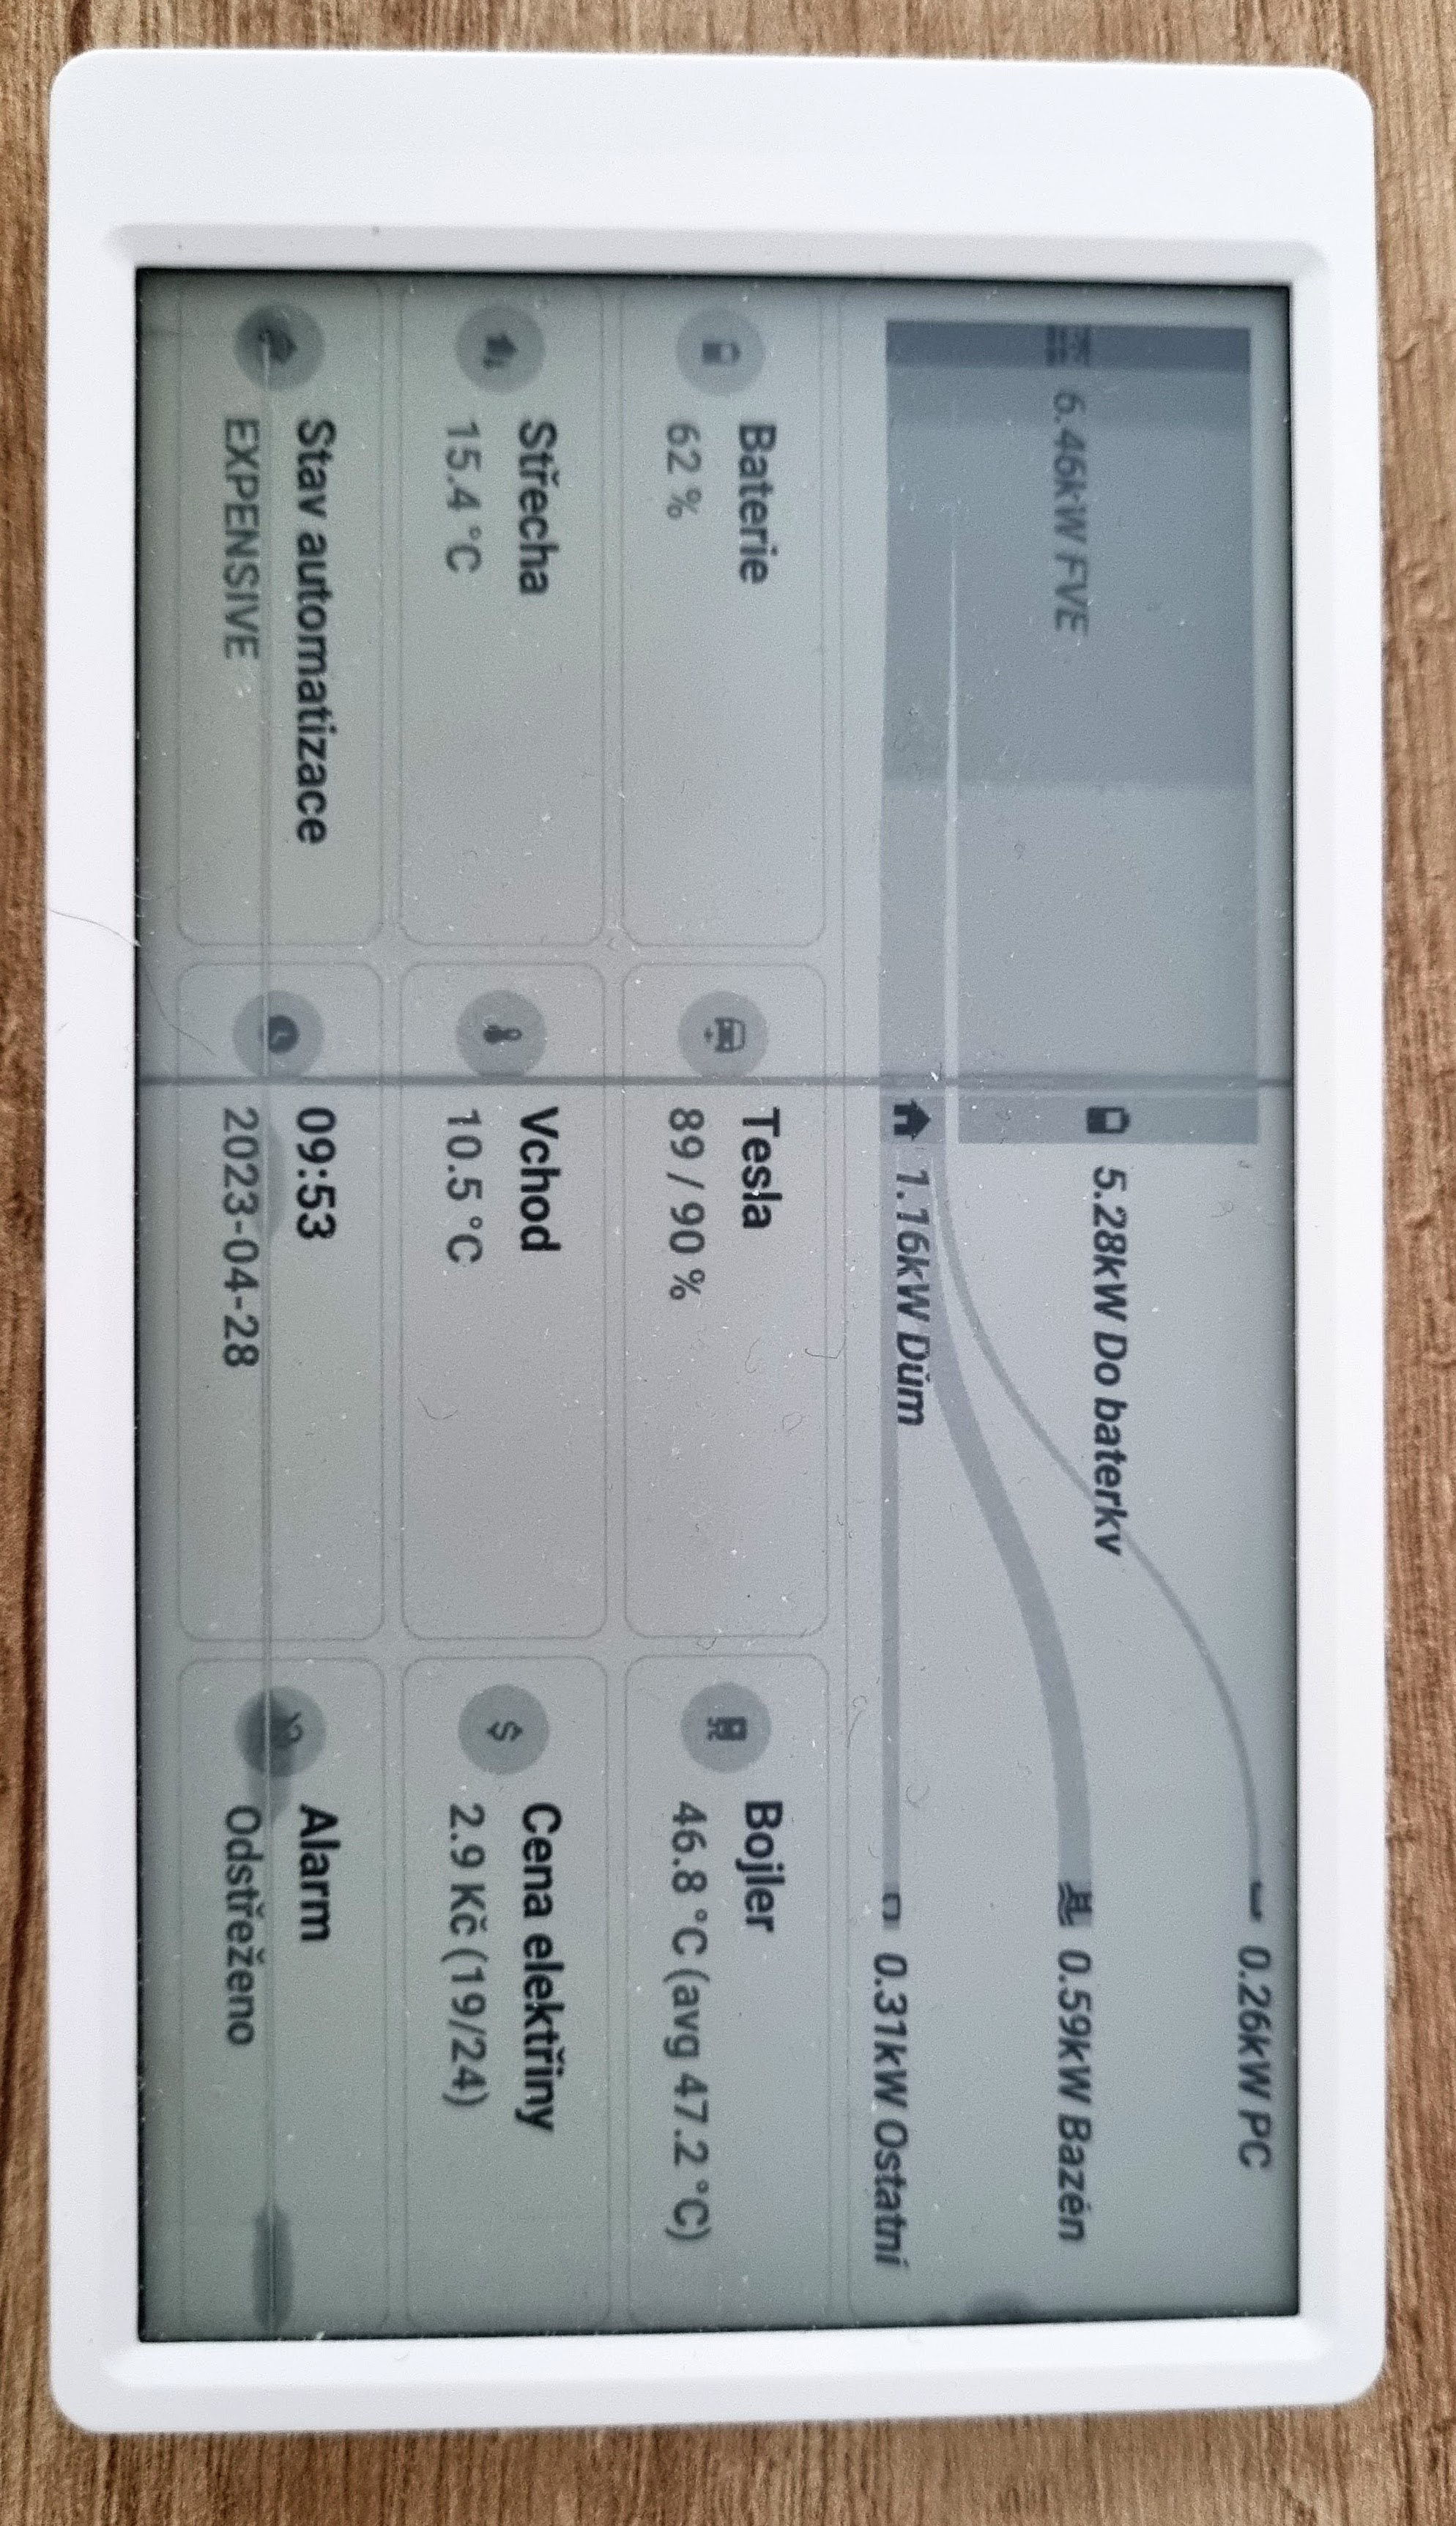 0.26kW PC
6.46kW FVE
5.28kW Do baterky
0.59kW Bazén
1.16kW Dům
0.31kW Ostatní
Baterie
62 %
Tesla
89 / 90 %
Bojler
46.8 °C (avg 47.2 °C)
Střecha
15.4 °C
Vchod
10.5 °C
Cena elektřiny
2.9 Kč (19/24)
Stav automatizace
EXPENSIVE
09:53
2023-04-28
Alarm
Odstřeženo